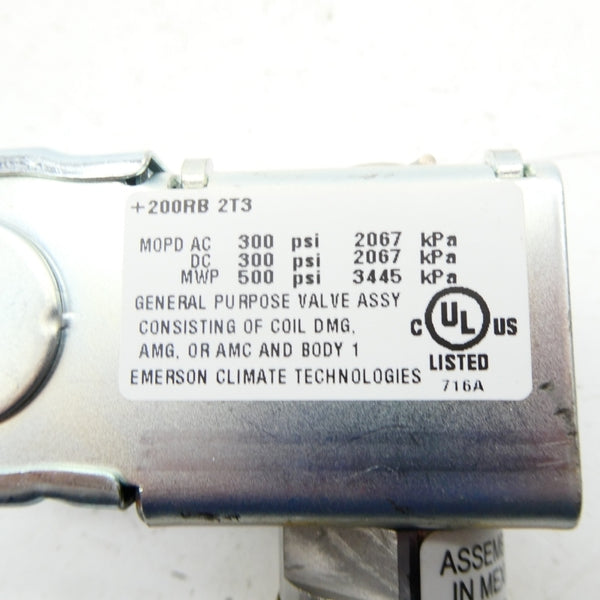 +200RB 2T3
MOPD AC 300 psi 2067 kPa
DC 300 psi 2067 kPa
MWP 500 psi 3445 kPa
GENERAL PURPOSE VALVE ASSY
CONSISTING OF COIL DMG,
AMG, OR AMC AND BODY 1
EMERSON CLIMATE TECHNOLOGIES
C UL US
LISTED
716A
IN